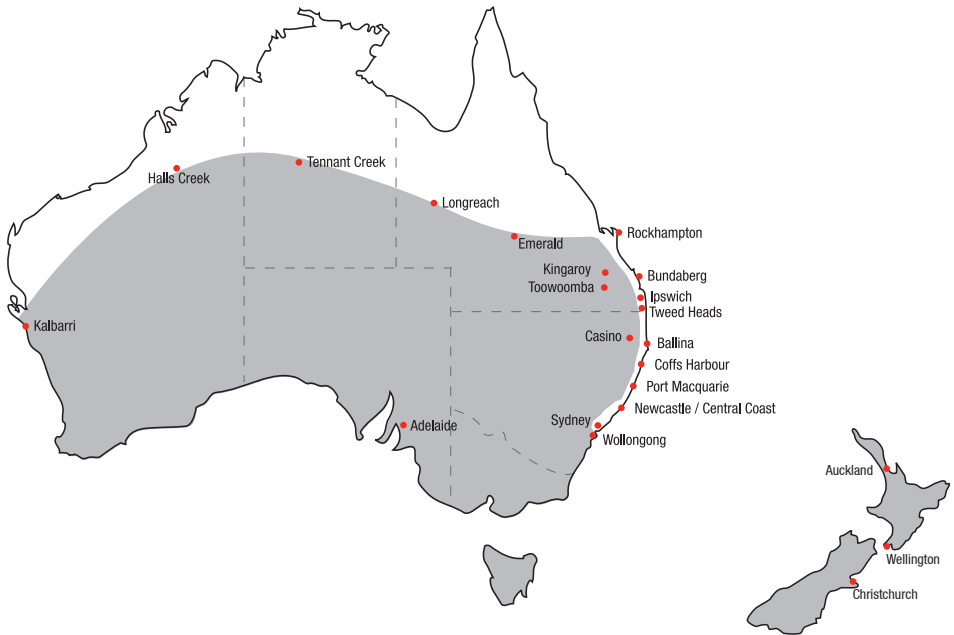 Tennant Creek
Halls Creek
Longreach
Rockhampton
Emerald
Kingaroy
Bundaberg
Toowoomba
Ipswich
Tweed Heads
Kalbarri
Casino
Ballina
Coffs Harbour
Port Macquarie
Newcastle / Central Coast
Sydney
Adelaide
Wollongong
Auckland
Wellington
Christchurch